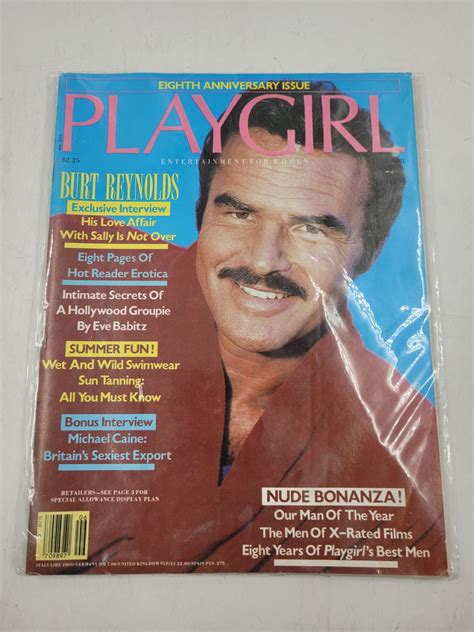 EIGHTH ANNIVERSARY ISSUE
PLAYGIRL
$2.25
ENTERTAINMENT FOR WOMEN
BURT REYNOLDS
Exclusive Interview
His Love Affair
With Sally Is Not Over
Eight Pages Of
Hot Reader Erotica
Intimate Secrets Of
A Hollywood Groupie
By Eve Babitz
SUMMER FUN!
Wet And Wild Swimwear
Sun Tanning:
All You Must Know
Bonus Interview
Michael Caine:
Britain's Sexiest Export
RETAILERS—SEE PAGE 3 FOR
SPECIAL ALLOWANCE DISPLAY PLAN
06
709897
NUDE BONANZA!
Our Man Of The Year
The Men Of X-Rated Films
Eight Years Of Playgirl's Best Men